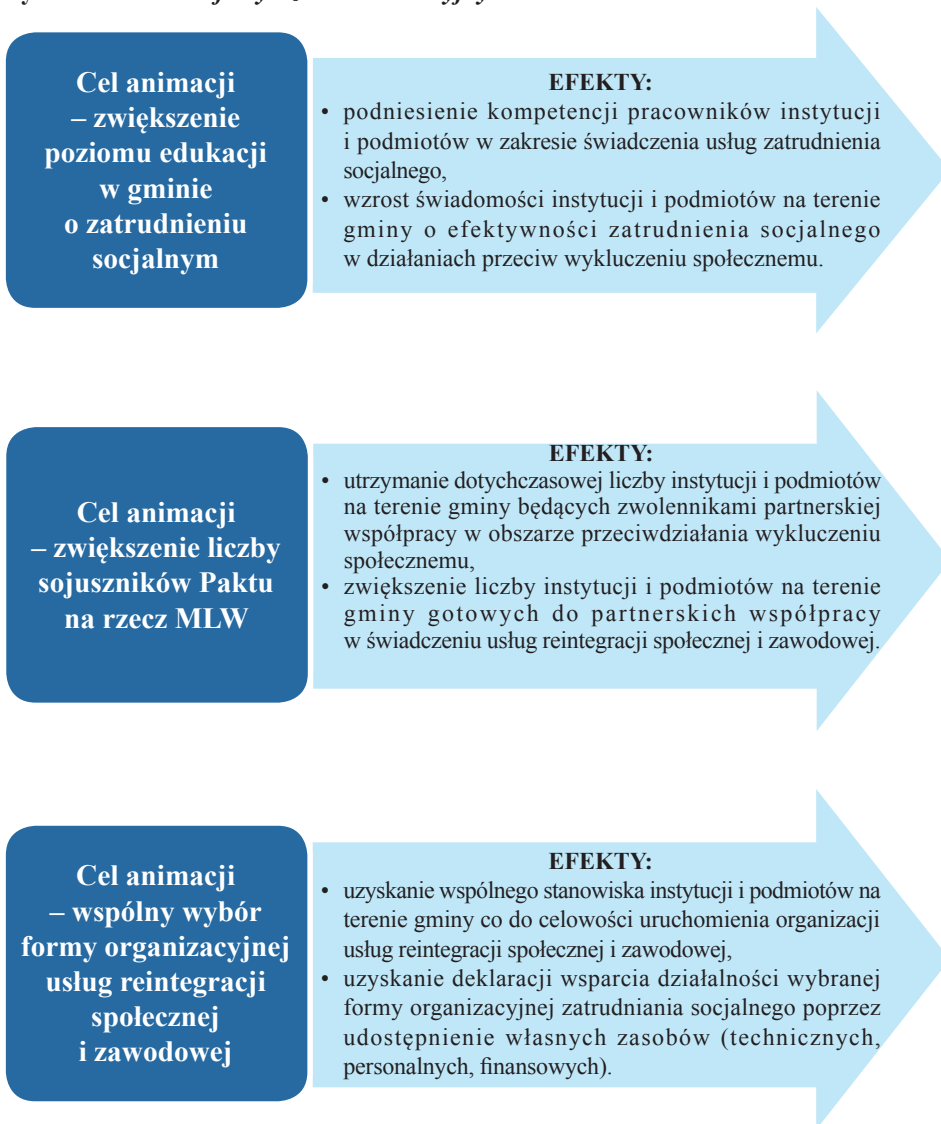 Cel animacji
– zwiększenie
poziomu edukacji
w gminie
o zatrudnieniu
socjalnym
EFEKTY:
• podniesienie kompetencji pracowników instytucji
i podmiotów w zakresie świadczenia usług zatrudnienia
socjalnego,
• wzrost świadomości instytucji i podmiotów na terenie
gminy o efektywności zatrudnienia socjalnego
w działaniach przeciw wykluczeniu społecznemu.
Cel animacji
– zwiększenie liczby
sojuszników Paktu
na rzecz MLW
EFEKTY:
• utrzymanie dotychczasowej liczby instytucji i podmiotów
na terenie gminy będących zwolennikami partnerskiej
współpracy w obszarze przeciwdziałania wykluczeniu
społecznemu,
• zwiększenie liczby instytucji i podmiotów na terenie
gminy gotowych do partnerskich współpracy
w świadczeniu usług reintegracji społecznej i zawodowej.
Cel animacji
– wspólny wybór
formy organizacyjnej
usług reintegracji
społecznej
i zawodowej
EFEKTY:
• uzyskanie wspólnego stanowiska instytucji i podmiotów na
terenie gminy co do celowości uruchomienia organizacji
usług reintegracji społecznej i zawodowej,
• uzyskanie deklaracji wsparcia działalności wybranej
formy organizacyjnej zatrudniania socjalnego poprzez
udostępnienie własnych zasobów (technicznych,
personalnych, finansowych).